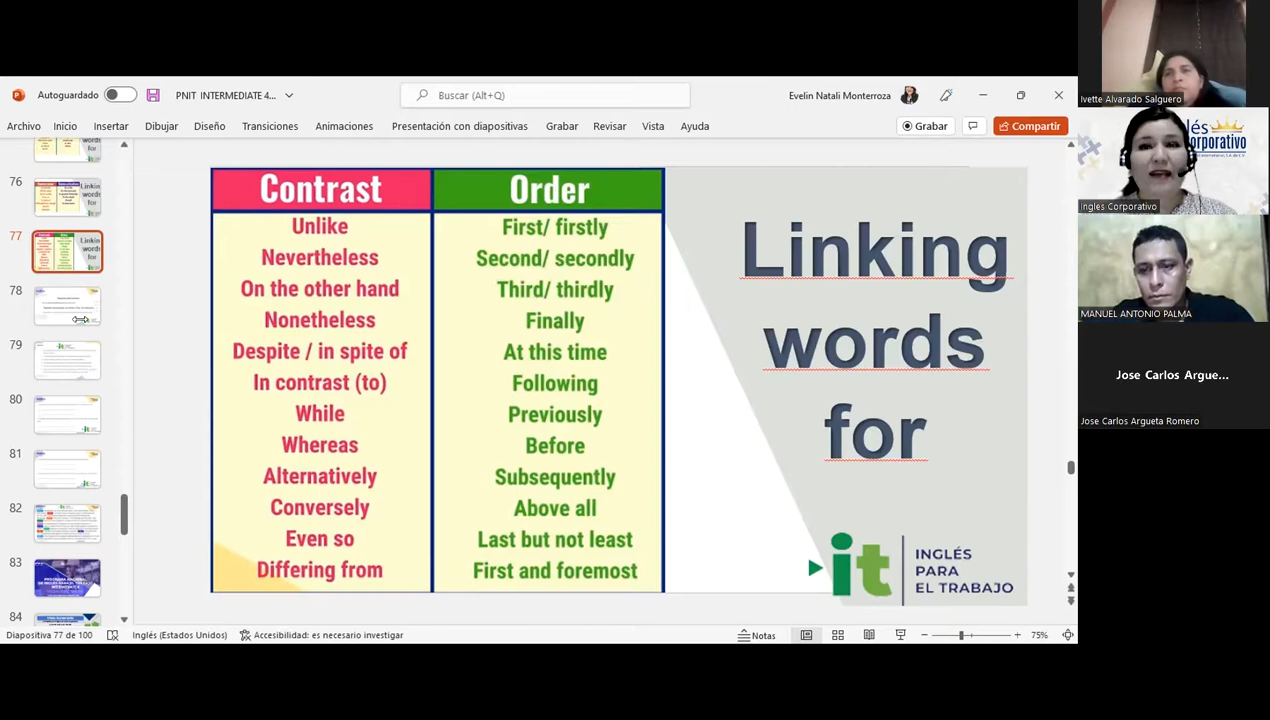 Autoguardado
PNIT INTERMEDIATE 4...
Buscar (Alt+Q)
Evelin Natali Monterroza
Archivo Inicio Insertar Dibujar Diseño Transiciones Animaciones Presentación con diapositivas Grabar Revisar Vista Ayuda
Grabar
Compartir
76
77
78
79
80
81
82
83
84
Contrast
Unlike
Nevertheless
On the other hand
Nonetheless
Despite / in spite of
In contrast (to)
While
Whereas
Alternatively
Conversely
Even so
Differing from
Order
First/ firstly
Second/ secondly
Third/ thirdly
Finally
At this time
Following
Previously
Before
Subsequently
Above all
Last but not least
First and foremost
Linking
words
for
it
INGLÉS
PARA
EL TRABAJO
Diapositiva 77 de 100
Inglés (Estados Unidos)
Accesibilidad: es necesario investigar
Notas
75%
Ivette Alvarado Salguero
Ingles Corporativo
MANUEL ANTONIO PALMA
Jose Carlos Argue...
Jose Carlos Argueta Romero